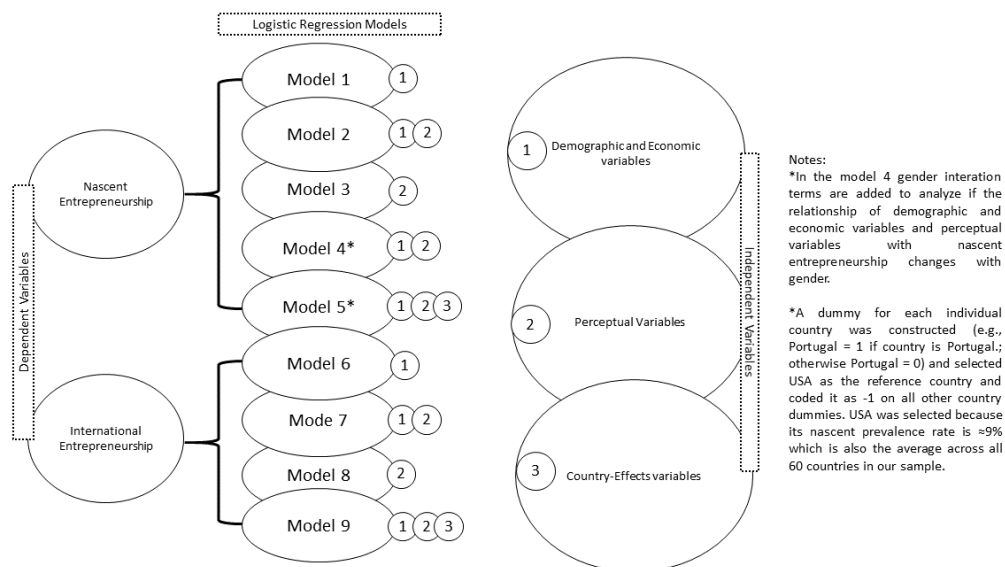 Logistic Regression Models
Dependent Variables
Nascent
Entrepreneurship
Model 1
1
Model 2
1 2
Model 3
2
Model 4*
1 2
Model 5*
1 2 3
International
Entrepreneurship
Model 6
1
Mode 7
1 2
Model 8
2
Model 9
1 2 3
1
Demographic and Economic
variables
2
Perceptual Variables
3
Country-Effects variables
Independent Variables
Notes:
*In the model 4 gender interation
terms are added to analyze if the
relationship of demographic and
economic variables and perceptual
variables with nascent
entrepreneurship changes with
gender.
*A dummy for each individual
country was constructed (e.g.,
Portugal = 1 if country is Portugal.;
otherwise Portugal = 0) and selected
USA as the reference country and
coded it as -1 on all other country
dummies. USA was selected because
its nascent prevalence rate is ≈9%
which is also the average across all
60 countries in our sample.